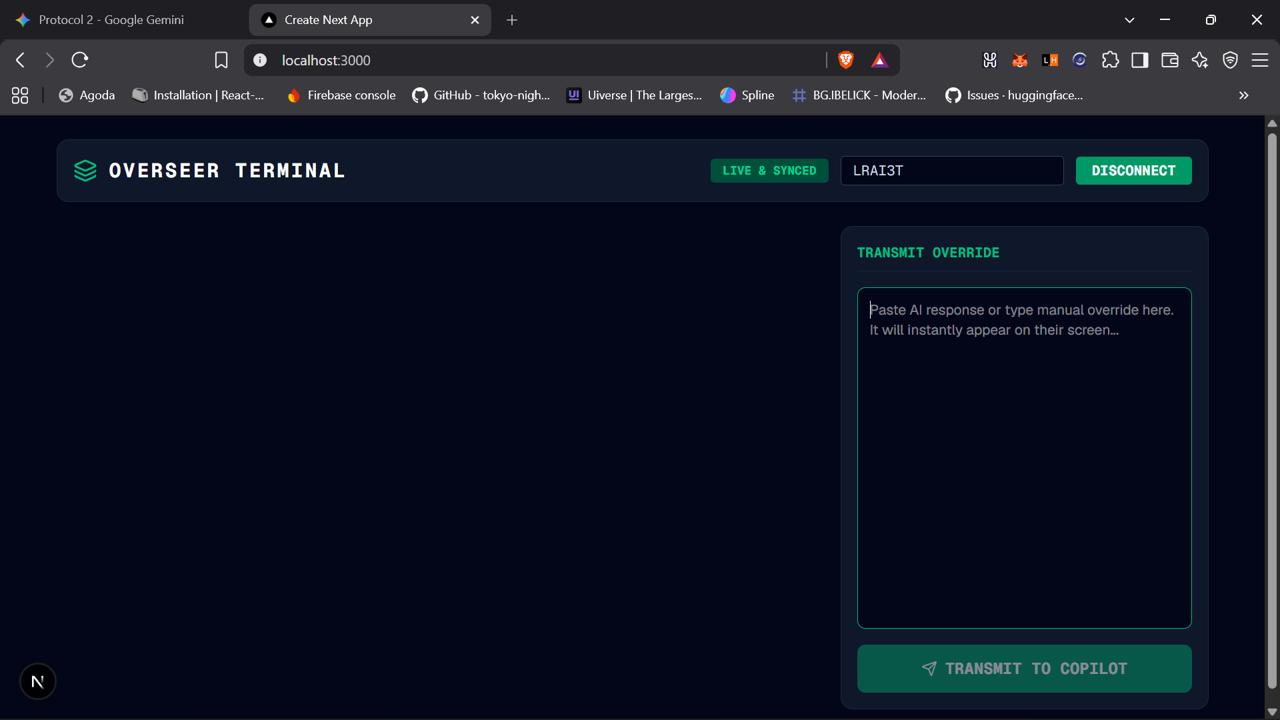 Protocol 2 - Google Gemini
Create Next App
localhost:3000
Agoda
Installation | React-...
Firebase console
GitHub - tokyo-nigh...
UI
Uiverse | The Larges...
Spline
BG.IBELICK - Moder...
Issues · huggingface...
OVERSEER TERMINAL
LIVE & SYNCED
LRAI3T
DISCONNECT
TRANSMIT OVERRIDE
Paste AI response or type manual override here.
It will instantly appear on their screen...
TRANSMIT TO COPILOT
N